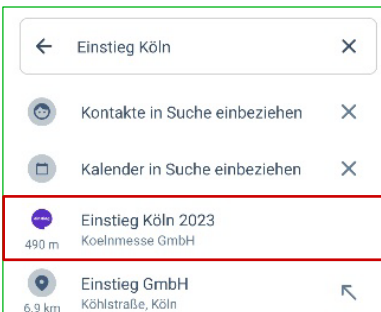 Einstieg Köln
Kontakte in Suche einbeziehen
Kalender in Suche einbeziehen
Einstieg Köln 2023
490 m Koelnmesse GmbH
Einstieg GmbH
6,9 km Köhlstraße, Köln